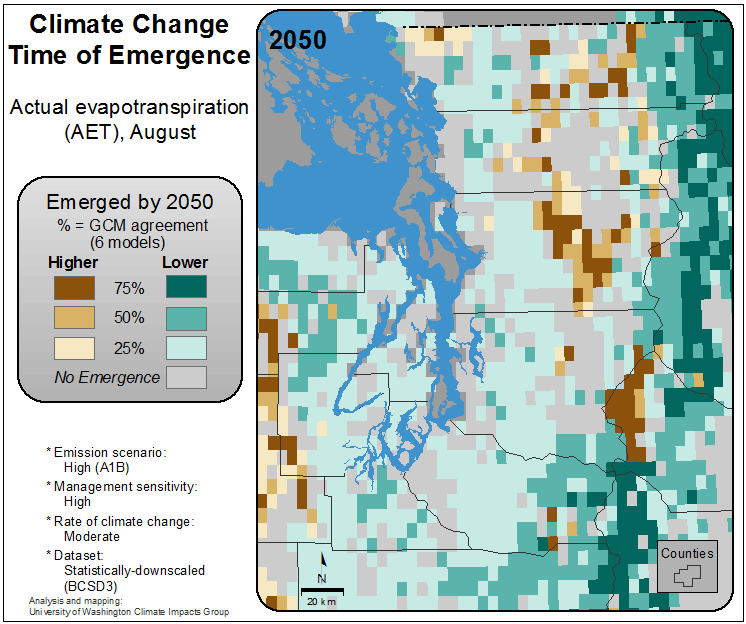 Climate Change
Time of Emergence
Actual evapotranspiration
(AET), August
Emerged by 2050
% = GCM agreement
(6 models)
Higher Lower
75%
50%
25%
No Emergence
* Emission scenario:
High (A1B)
* Management sensitivity:
High
* Rate of climate change:
Moderate
* Dataset:
Statistically-downscaled
(BCSD3)
Analysis and mapping:
University of Washington Climate Impacts Group
2050
N
20 km
Counties